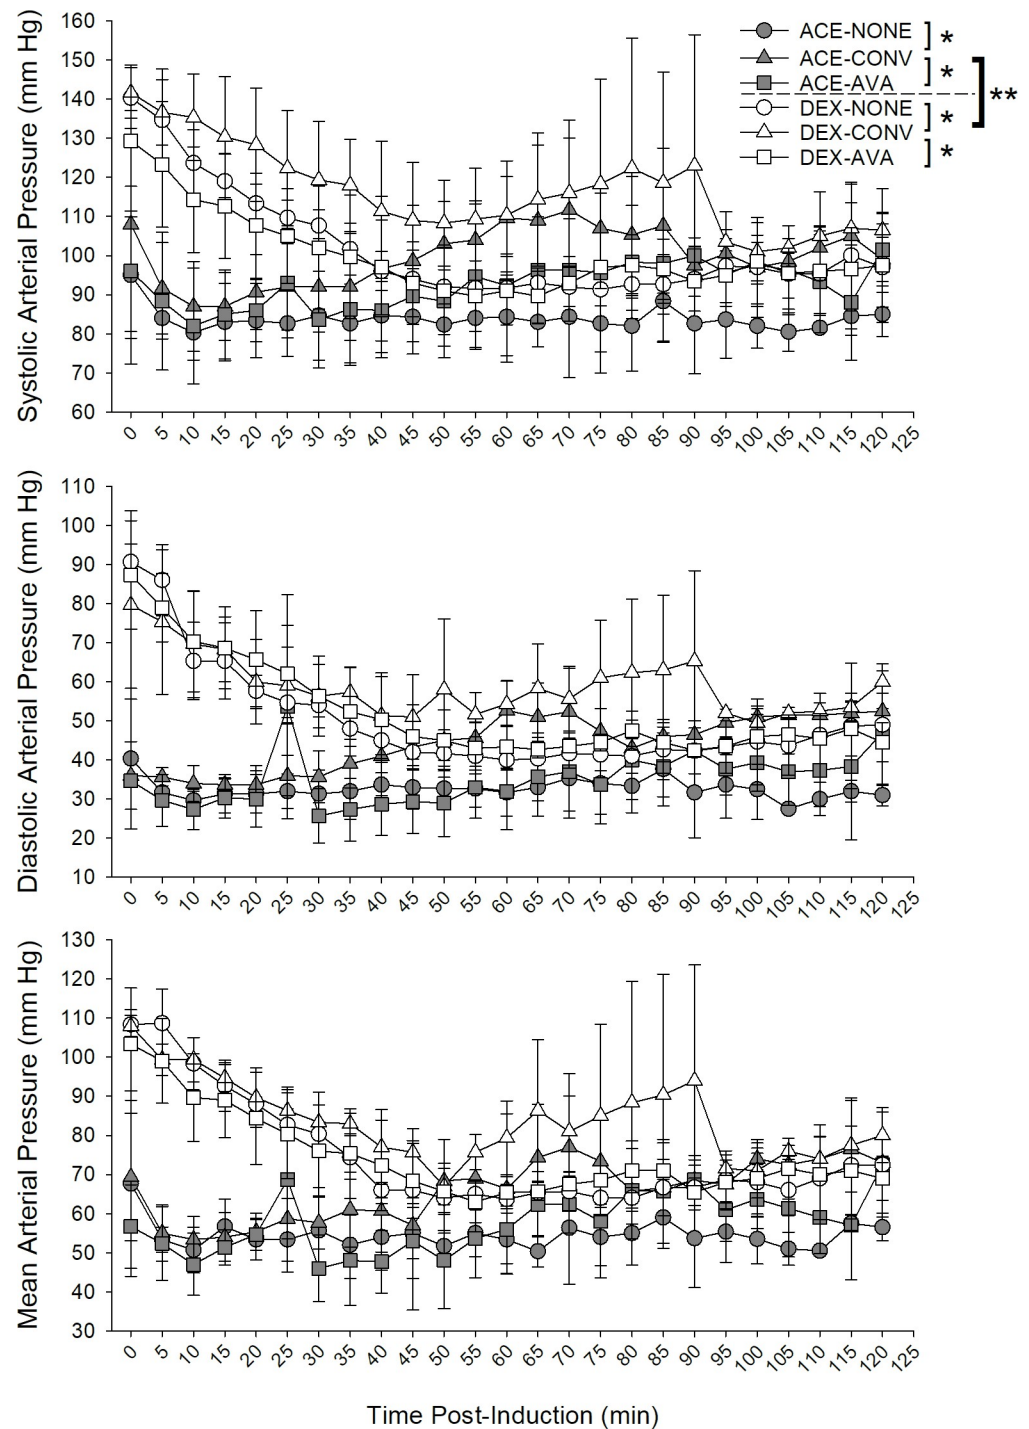 Systolic Arterial Pressure (mm Hg)
160
150
140
130
120
110
100
90
80
70
60
ACE-NONE ] *
ACE-CONV
ACE-AVA ] *
**
DEX-NONE
DEX-CONV ] *
DEX-AVA ] *
0 5 10 15 20 25 30 35 40 45 50 55 60 65 70 75 80 85 90 95 100 105 110 115 120 125
Diastolic Arterial Pressure (mm Hg)
110
100
90
80
70
60
50
40
30
20
10
0 5 10 15 20 25 30 35 40 45 50 55 60 65 70 75 80 85 90 95 100 105 110 115 120 125
Mean Arterial Pressure (mm Hg)
130
120
110
100
90
80
70
60
50
40
30
0 5 10 15 20 25 30 35 40 45 50 55 60 65 70 75 80 85 90 95 100 105 110 115 120 125
Time Post-Induction (min)